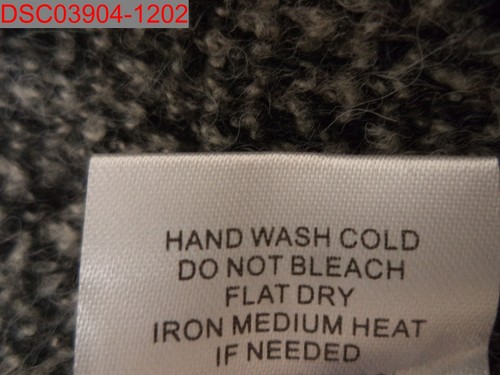 DSC03904-1202
HAND WASH COLD
DO NOT BLEACH
FLAT DRY
IRON MEDIUM HEAT
IF NEEDED